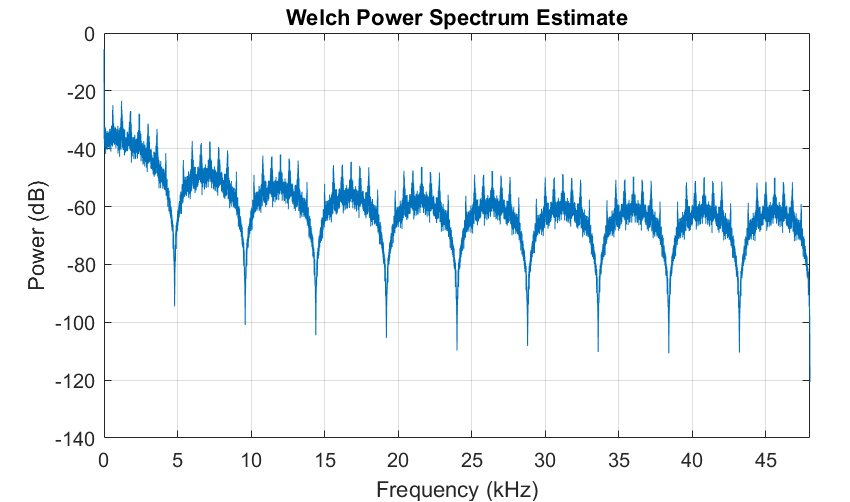 Welch Power Spectrum Estimate
0
-20
-40
-60
-80
-100
-120
-140
Power (dB)
0 5 10 15 20 25 30 35 40 45
Frequency (kHz)